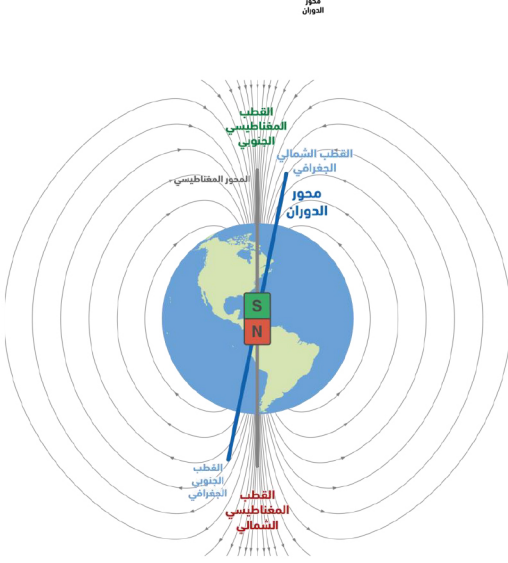 محور
الدوران
القطب
المغناطيسي
الجنوبي
القطب الشمالي
الجغرافي
المحور المغناطيسي
محور
الدوران
S
N
القطب
الجنوبي
الجغرافي
القطب
المغناطيسي
الشمالي